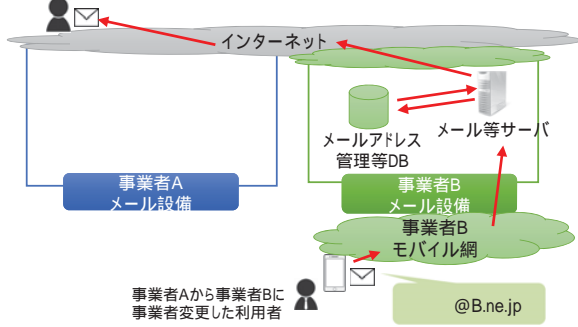 インターネット
メールアドレス
管理等DB
メール等サーバ
事業者A
メール設備
事業者B
メール設備
事業者B
モバイル網
事業者Aから事業者Bに
事業者変更した利用者
@B.ne.jp